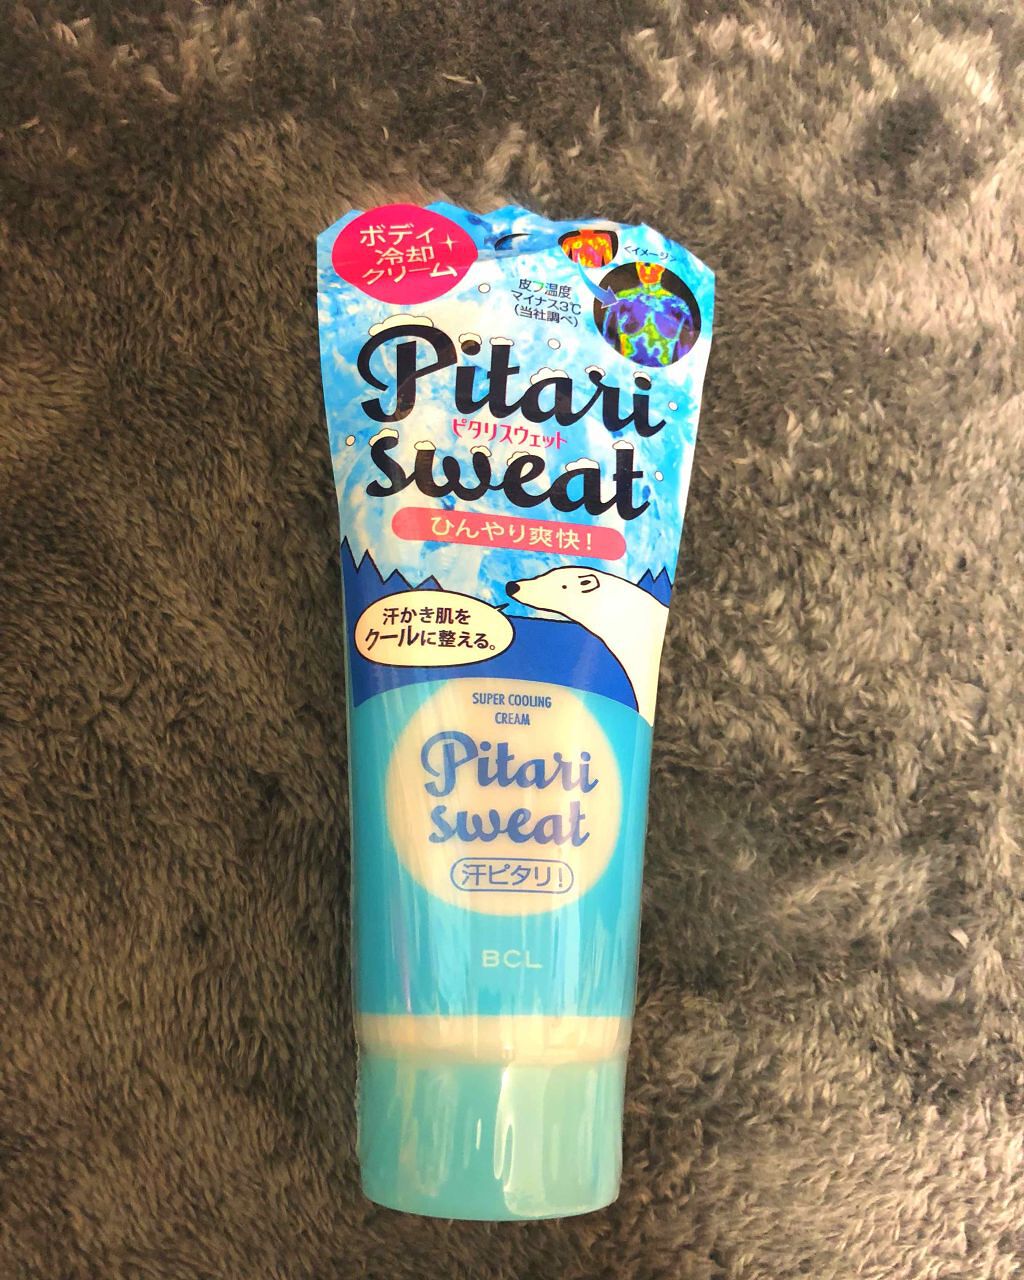 ボディ
冷却
クリーム
<イメージ>
皮フ温度
マイナス3℃
(当社調べ)
Pitari
ピタリスウェット
sweat
ひんやり爽快!
汗かき肌を
クールに整える。
SUPER COOLING
CREAM
Pitari
sweat
汗ピタリ!
BCL